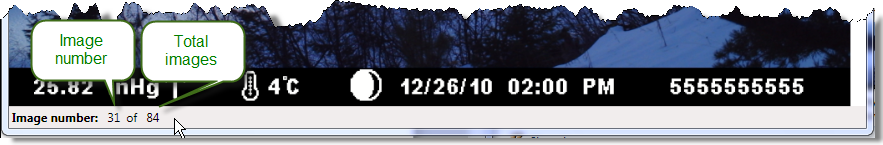 Image
number
Total
images
25.82 inHg
4°C 12/26/10 02:00 PM 5555555555
Image number: 31 of 84